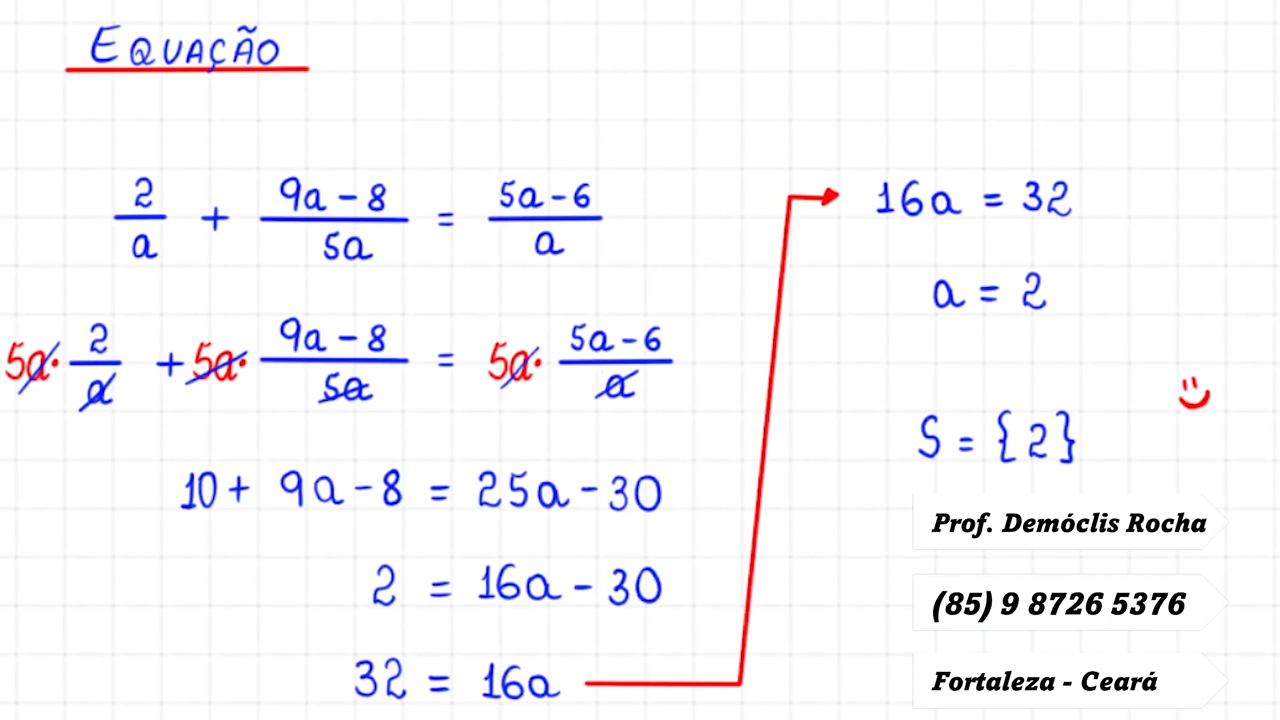 EQUAÇÃO
2/a + (9a - 8)/5a = (5a - 6)/a
5a · 2/a + 5a · (9a - 8)/5a = 5a · (5a - 6)/a
10 + 9a - 8 = 25a - 30
2 = 16a - 30
32 = 16a
16a = 32
a = 2
S = {2}
Prof. Demóclis Rocha
(85) 9 8726 5376
Fortaleza - Ceará